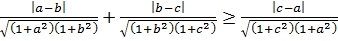 |a-b|/√((1+a²)(1+b²)) + |b-c|/√((1+b²)(1+c²)) ≥ |c-a|/√((1+c²)(1+a²))